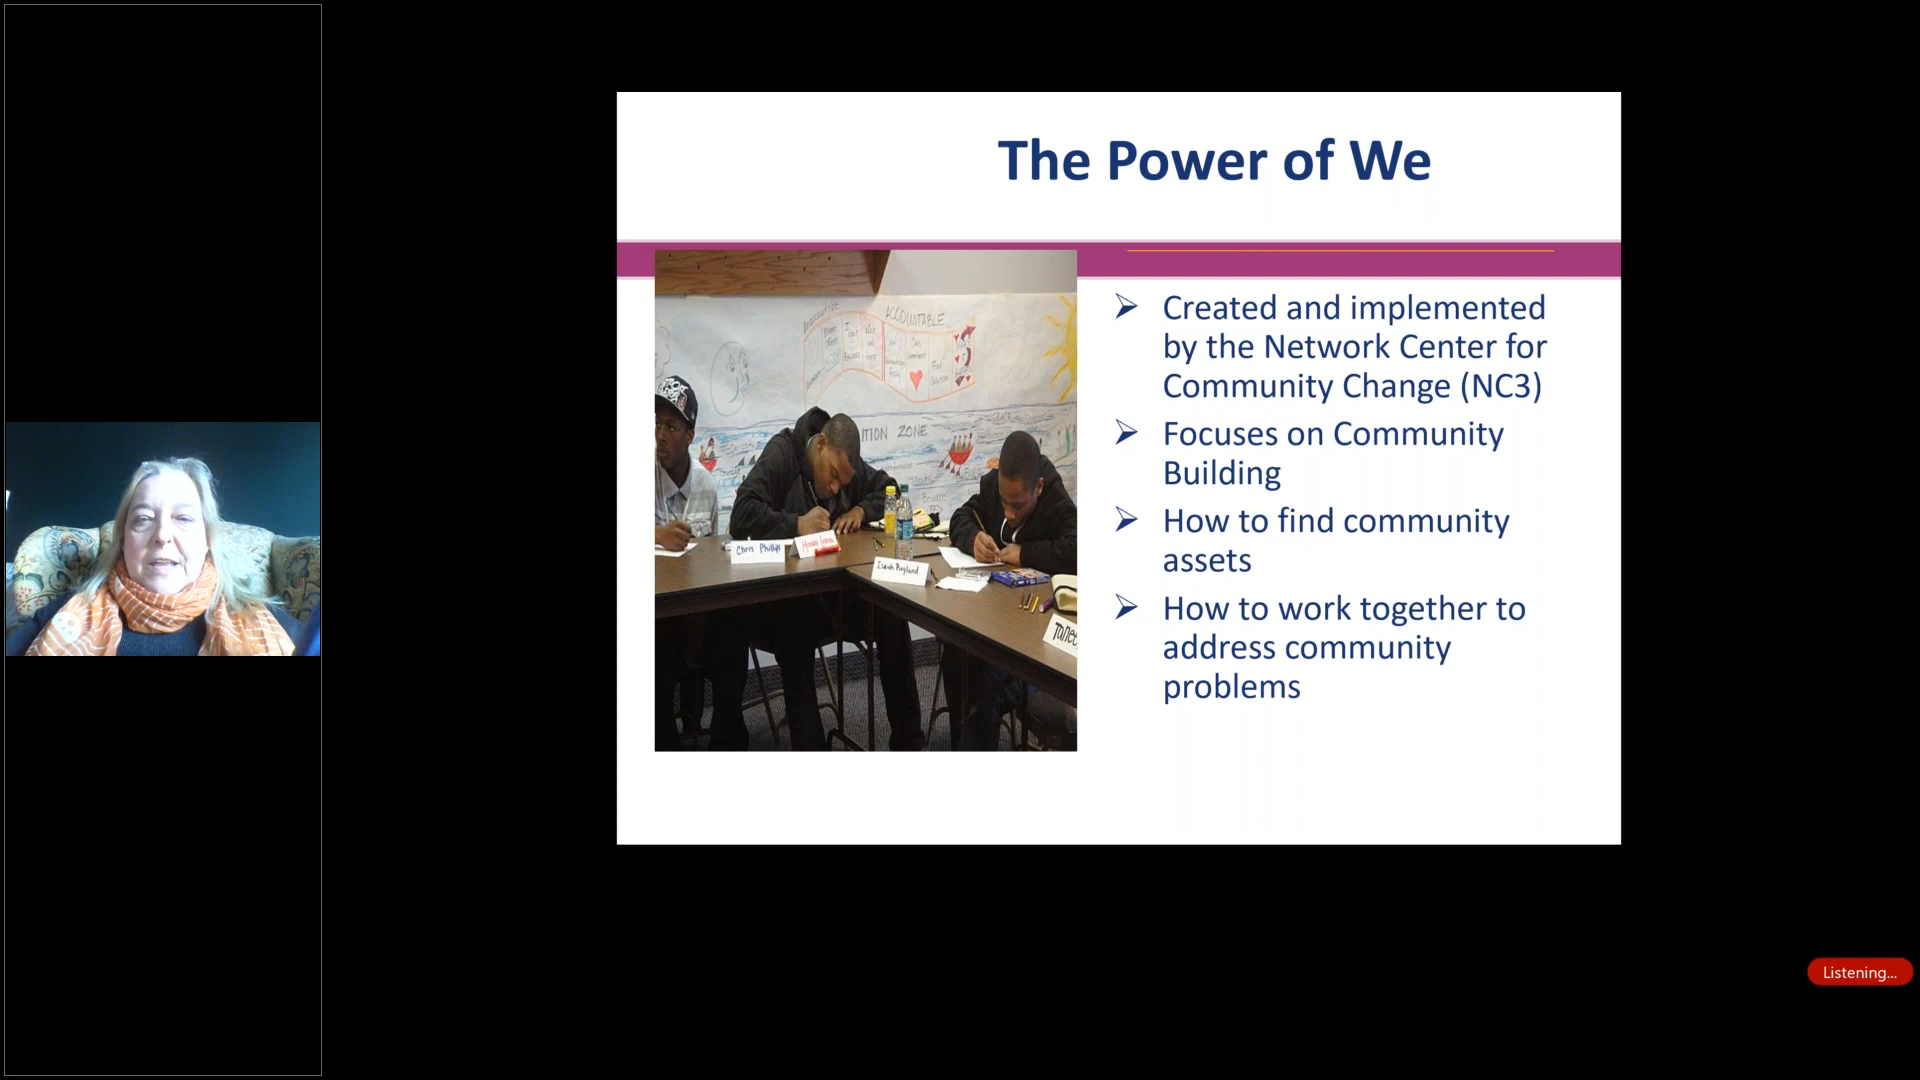 The Power of We
Created and implemented
by the Network Center for
Community Change (NC3)
Focuses on Community
Building
How to find community
assets
How to work together to
address community
problems
ACCOUNTABLE
ITION ZONE
Chris Phillips
Isaiah Ragland
Listening...